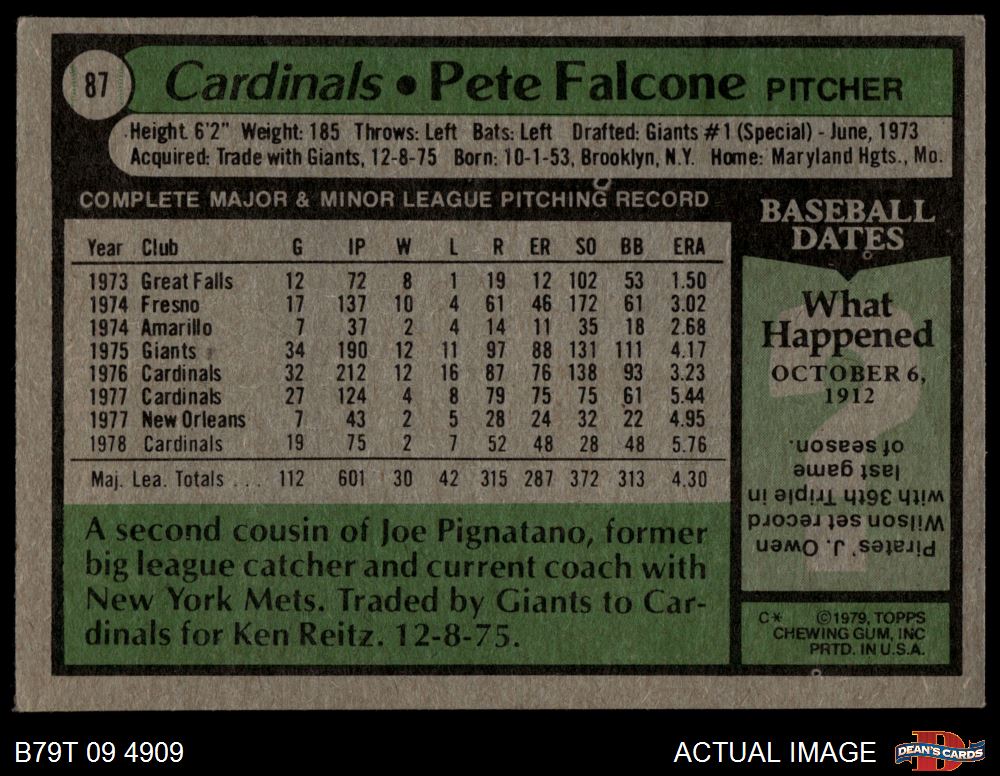 87
Cardinals • Pete Falcone PITCHER
Height. 6'2" Weight: 185 Throws: Left Bats: Left Drafted: Giants #1 (Special) - June, 1973
Acquired: Trade with Giants, 12-8-75 Born: 10-1-53, Brooklyn, N.Y. Home: Maryland Hgts., Mo.
COMPLETE MAJOR & MINOR LEAGUE PITCHING RECORD
Year Club G IP W L R ER SO BB ERA
1973 Great Falls 12 72 8 1 19 12 102 53 1.50
1974 Fresno 17 137 10 4 61 46 172 61 3.02
1974 Amarillo 7 37 2 4 14 11 35 18 2.68
1975 Giants 34 190 12 11 97 88 131 111 4.17
1976 Cardinals 32 212 12 16 87 76 138 93 3.23
1977 Cardinals 27 124 4 8 79 75 75 61 5.44
1977 New Orleans 7 43 2 5 28 24 32 22 4.95
1978 Cardinals 19 75 2 7 52 48 28 48 5.76
Maj. Lea. Totals . . . 112 601 30 42 315 287 372 313 4.30
A second cousin of Joe Pignatano, former
big league catcher and current coach with
New York Mets. Traded by Giants to Car-
dinals for Ken Reitz. 12-8-75.
BASEBALL
DATES
What
Happened
OCTOBER 6,
1912
Pirates' J. Owen
Wilson set record
with 36th Triple in
last game
of season.
C* ©1979, TOPPS
CHEWING GUM, INC
PRTD. IN U.S.A.
B79T 09 4909
ACTUAL IMAGE
DEAN'S CARDS